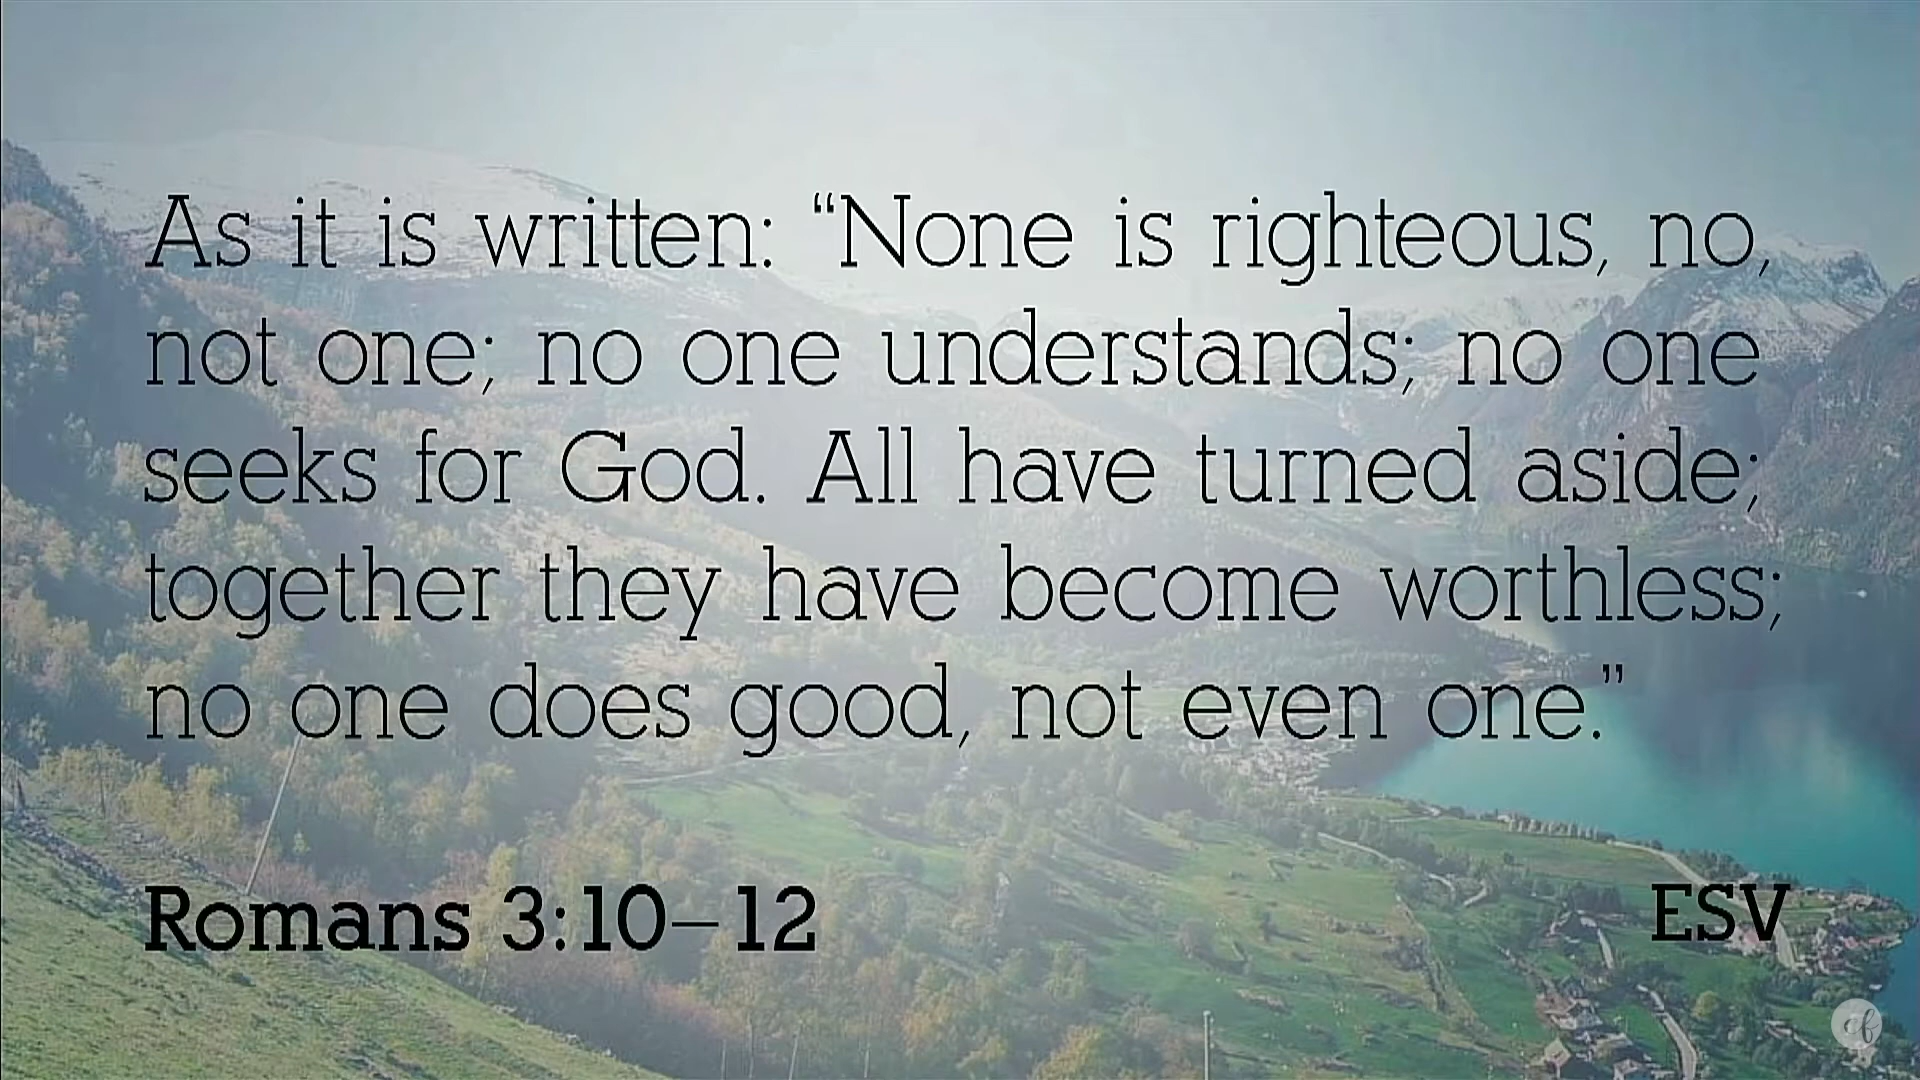 As it is written: “None is righteous, no,
not one; no one understands; no one
seeks for God. All have turned aside;
together they have become worthless;
no one does good, not even one.”
Romans 3:10–12
ESV
cf